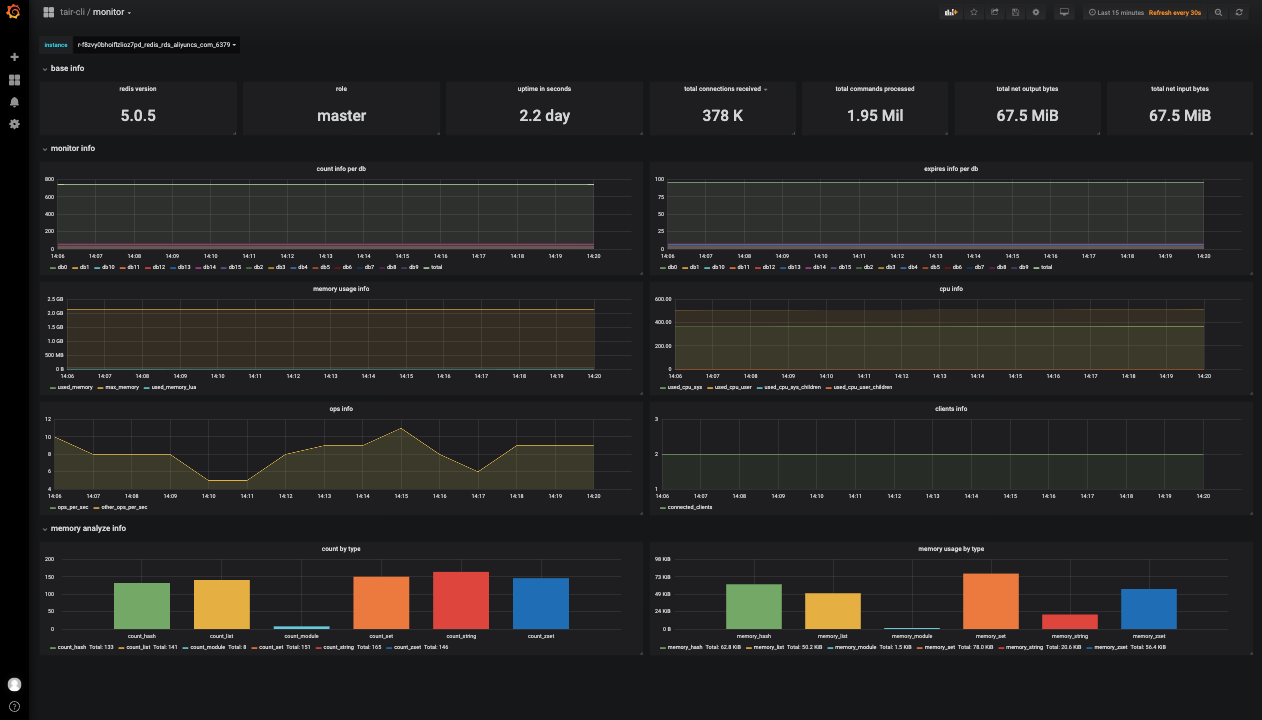 tair-cli / monitor
Last 15 minutes Refresh every 30s
instance r-f8zvy0bhoiftzlioz7pd_redis_rds_aliyuncs_com_6379
base info
redis version role uptime in seconds total connections received total commands processed total net output bytes total net input bytes
5.0.5 master 2.2 day 378 K 1.95 Mil 67.5 MiB 67.5 MiB
monitor info
count info per db
800
600
400
200
0
14:06 14:07 14:08 14:09 14:10 14:11 14:12 14:13 14:14 14:15 14:16 14:17 14:18 14:19 14:20
db0 db1 db10 db11 db12 db13 db14 db15 db2 db3 db4 db5 db6 db7 db8 db9 total
expires info per db
100
75
50
25
0
14:06 14:07 14:08 14:09 14:10 14:11 14:12 14:13 14:14 14:15 14:16 14:17 14:18 14:19 14:20
db0 db1 db10 db11 db12 db13 db14 db15 db2 db3 db4 db5 db6 db7 db8 db9 total
memory usage info
2.5 GB
2.0 GB
1.5 GB
1.0 GB
500 MB
0 B
14:06 14:07 14:08 14:09 14:10 14:11 14:12 14:13 14:14 14:15 14:16 14:17 14:18 14:19 14:20
used_memory max_memory used_memory_lua
cpu info
600.00
400.00
200.00
0
14:06 14:07 14:08 14:09 14:10 14:11 14:12 14:13 14:14 14:15 14:16 14:17 14:18 14:19 14:20
used_cpu_sys used_cpu_user used_cpu_sys_children used_cpu_user_children
ops info
12
10
8
6
4
14:06 14:07 14:08 14:09 14:10 14:11 14:12 14:13 14:14 14:15 14:16 14:17 14:18 14:19 14:20
ops_per_sec other_ops_per_sec
clients info
3
2
1
14:06 14:07 14:08 14:09 14:10 14:11 14:12 14:13 14:14 14:15 14:16 14:17 14:18 14:19 14:20
connected_clients
memory analyze info
count by type
200
150
100
50
0
count_hash count_list count_module count_set count_string count_zset
count_hash Total: 133 count_list Total: 141 count_module Total: 8 count_set Total: 151 count_string Total: 165 count_zset Total: 146
memory usage by type
98 KiB
73 KiB
49 KiB
24 KiB
0 B
memory_hash memory_list memory_module memory_set memory_string memory_zset
memory_hash Total: 62.8 KiB memory_list Total: 50.2 KiB memory_module Total: 1.5 KiB memory_set Total: 78.0 KiB memory_string Total: 20.6 KiB memory_zset Total: 56.4 KiB